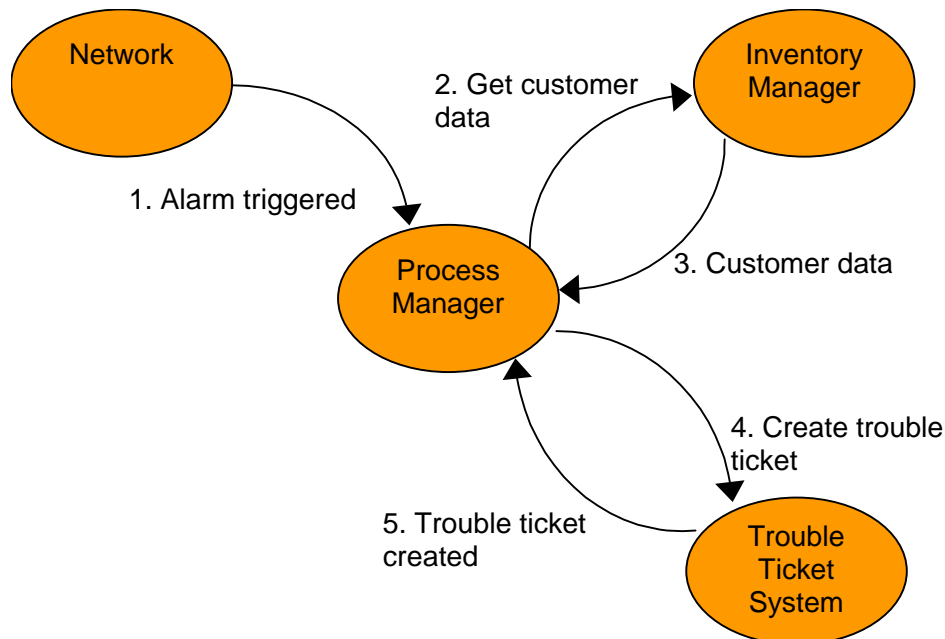 Network
Inventory
Manager
2. Get customer
data
1. Alarm triggered
Process
Manager
3. Customer data
4. Create trouble
ticket
5. Trouble ticket
created
Trouble
Ticket
System